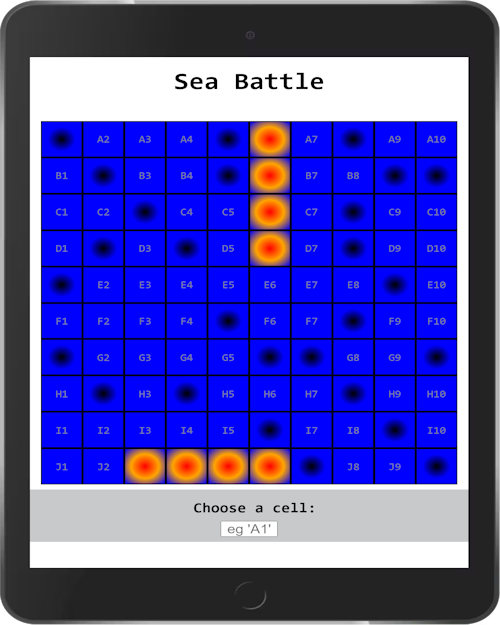 Sea Battle
A2 A3 A4 A7 A9 A10
B1 B3 B4 B7 B8
C1 C2 C4 C5 C7 C9 C10
D1 D3 D5 D7 D9 D10
E2 E3 E4 E5 E6 E7 E8 E10
F1 F2 F3 F4 F6 F7 F9 F10
G2 G3 G4 G5 G8 G9
H1 H3 H5 H6 H7 H9 H10
I1 I2 I3 I4 I5 I7 I8 I10
J1 J2 J8 J9
Choose a cell:
eg 'A1'